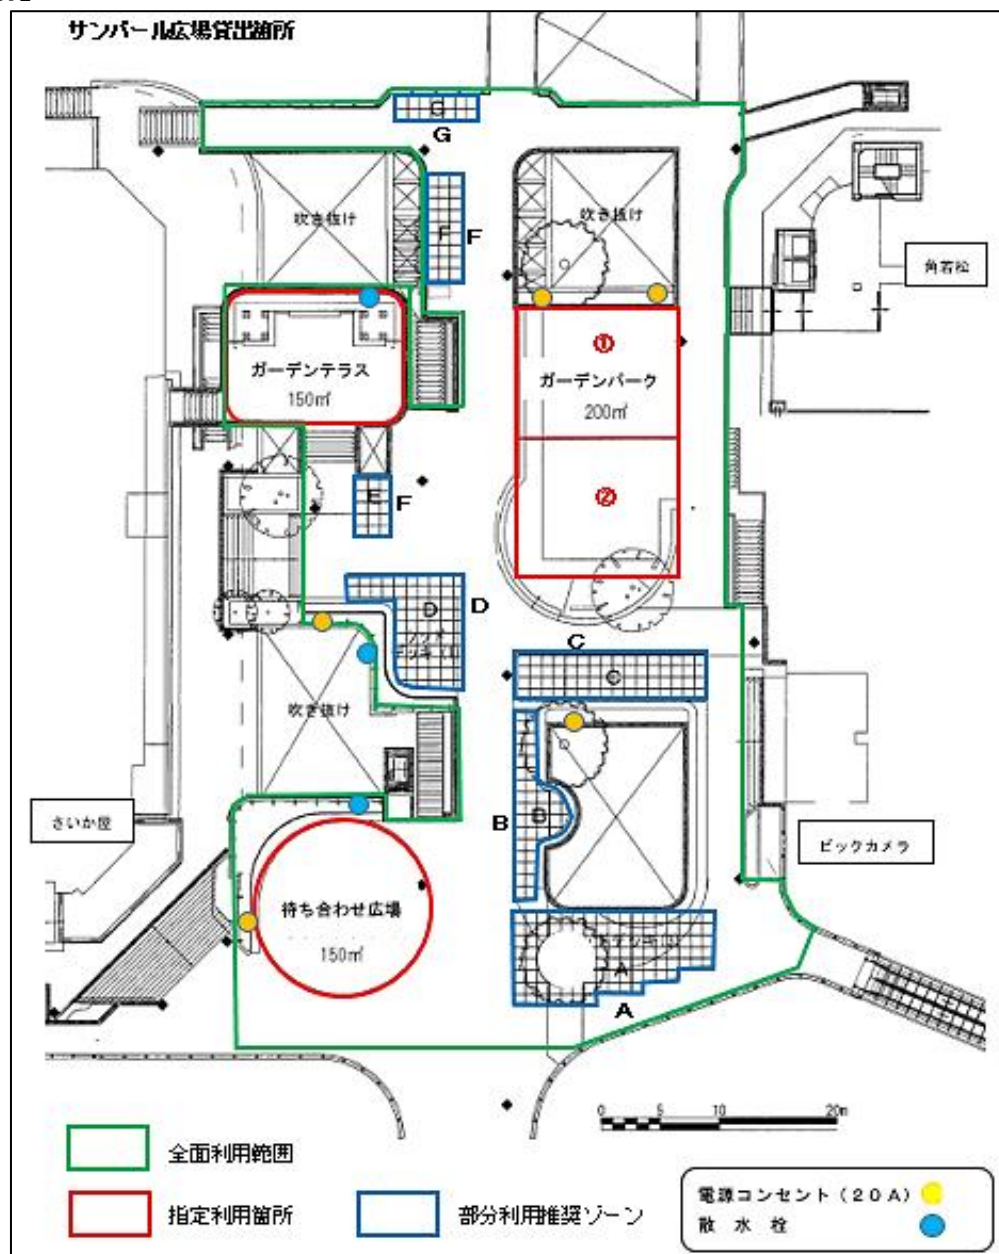 サンパール広場貸出箇所
G
G
吹き抜け
F
F
吹き抜け
角若松
ガーデンテラス
150㎡
①
ガーデンパーク
200㎡
E
F
②
D
D
C
C
吹き抜け
B
B
さいか屋
ビックカメラ
待ち合わせ広場
150㎡
A
A
0 5 10 20m
全面利用範囲
指定利用箇所
部分利用推奨ゾーン
電源コンセント（20A）
散水栓